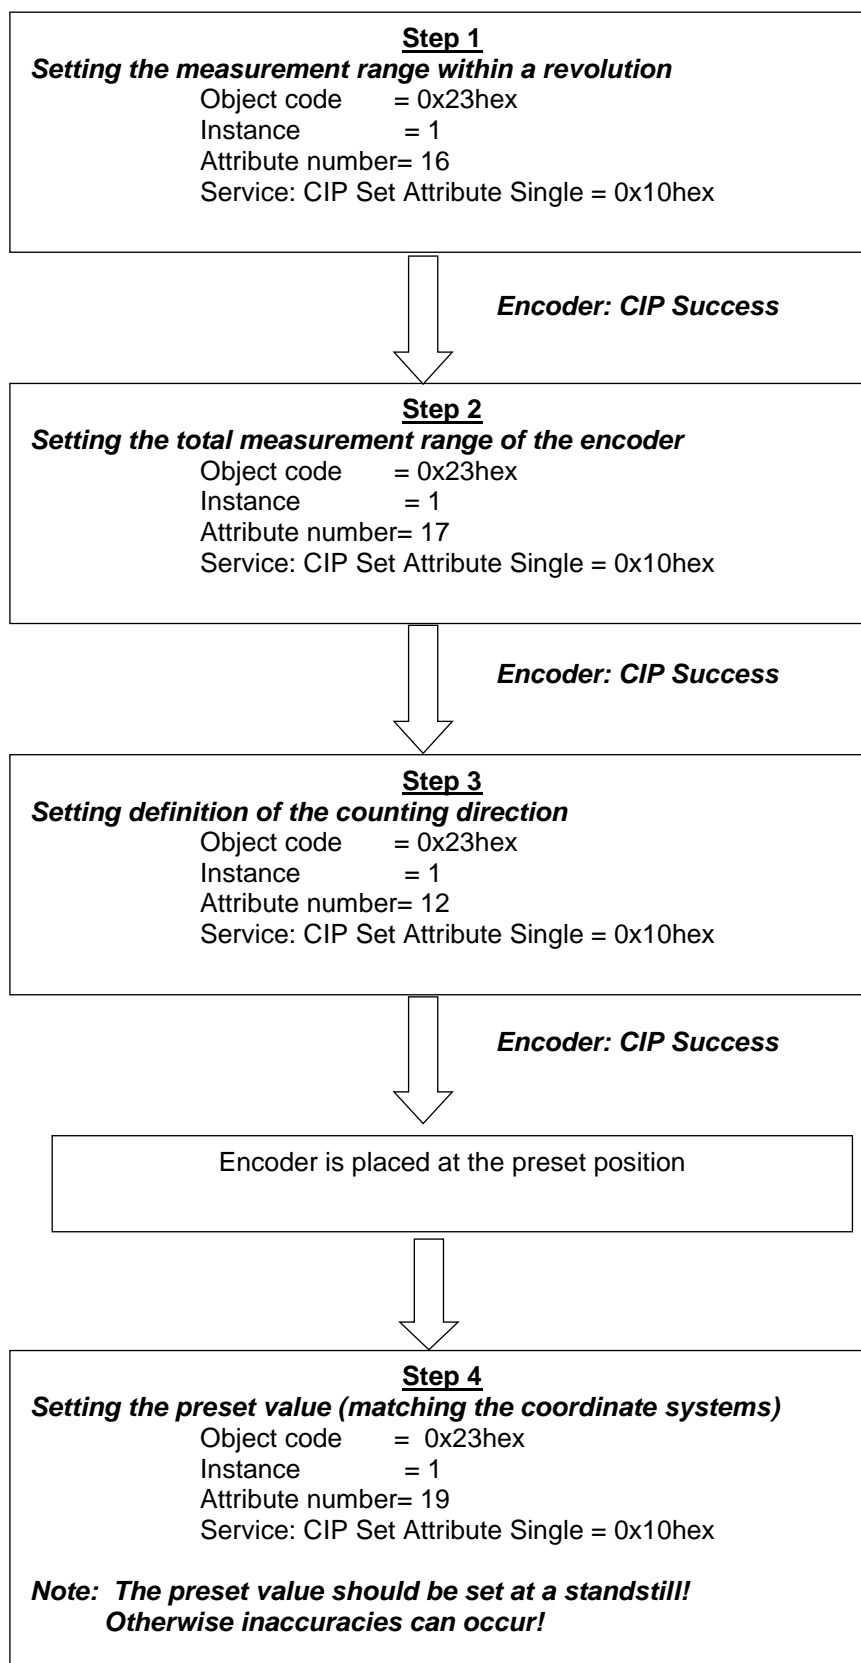 Step 1
Setting the measurement range within a revolution
Object code = 0x23hex
Instance = 1
Attribute number= 16
Service: CIP Set Attribute Single = 0x10hex
Encoder: CIP Success
Step 2
Setting the total measurement range of the encoder
Object code = 0x23hex
Instance = 1
Attribute number= 17
Service: CIP Set Attribute Single = 0x10hex
Encoder: CIP Success
Step 3
Setting definition of the counting direction
Object code = 0x23hex
Instance = 1
Attribute number= 12
Service: CIP Set Attribute Single = 0x10hex
Encoder: CIP Success
Encoder is placed at the preset position
Step 4
Setting the preset value (matching the coordinate systems)
Object code = 0x23hex
Instance = 1
Attribute number= 19
Service: CIP Set Attribute Single = 0x10hex
Note: The preset value should be set at a standstill!
Otherwise inaccuracies can occur!